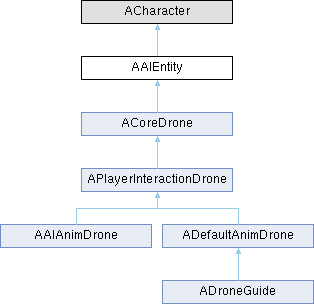 ACharacter
AAIEntity
ACoreDrone
APlayerInteractionDrone
AAIAnimDrone
ADefaultAnimDrone
ADroneGuide